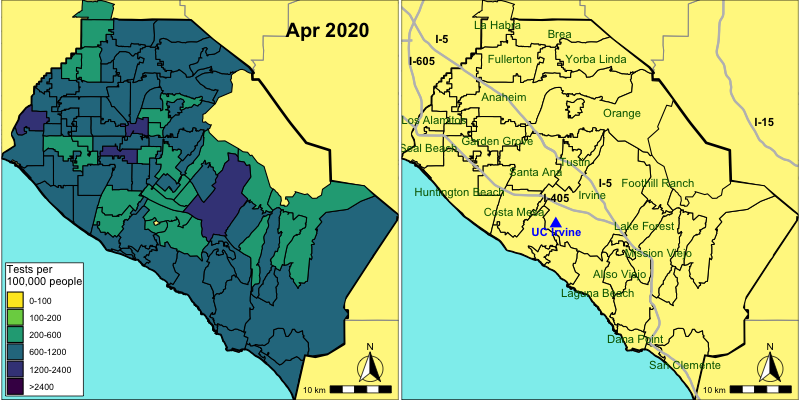 Apr 2020
Tests per
100,000 people
0-100
100-200
200-600
600-1200
1200-2400
>2400
N
10 km
La Habra
I-5
Brea
I-605
Fullerton
Yorba Linda
Anaheim
Orange
Los Alamitos
I-15
Garden Grove
Seal Beach
Tustin
Santa Ana
I-5
Foothill Ranch
Huntington Beach
I-405
Irvine
Costa Mesa
UC Irvine
Lake Forest
Mission Viejo
Aliso Viejo
Laguna Beach
Dana Point
San Clemente
N
10 km